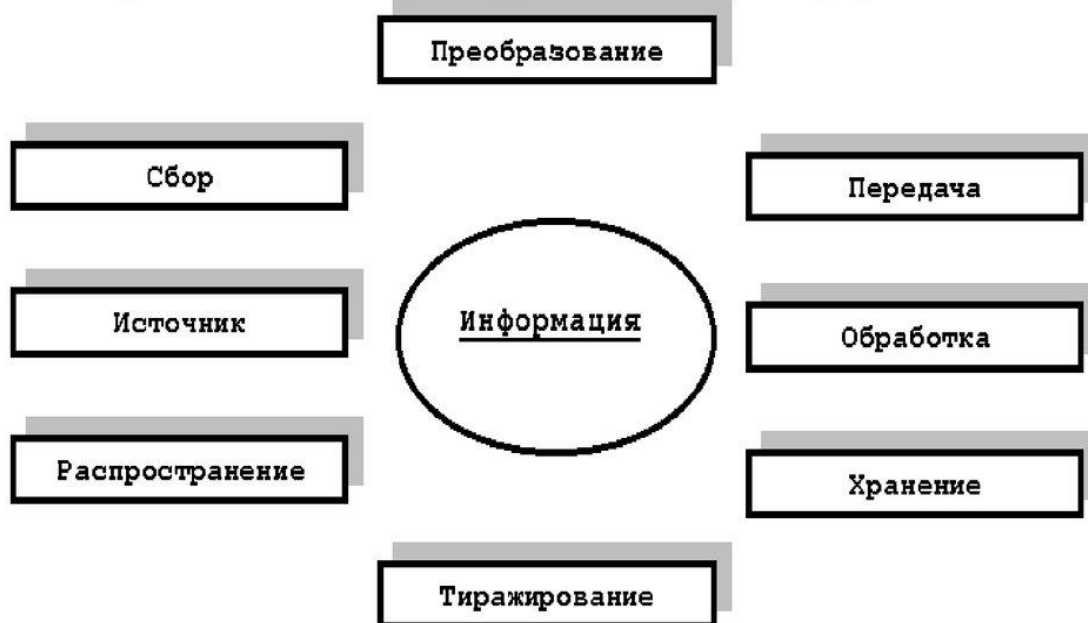 Преобразование
Сбор
Передача
Информация
Источник
Обработка
Распространение
Хранение
Тиражирование